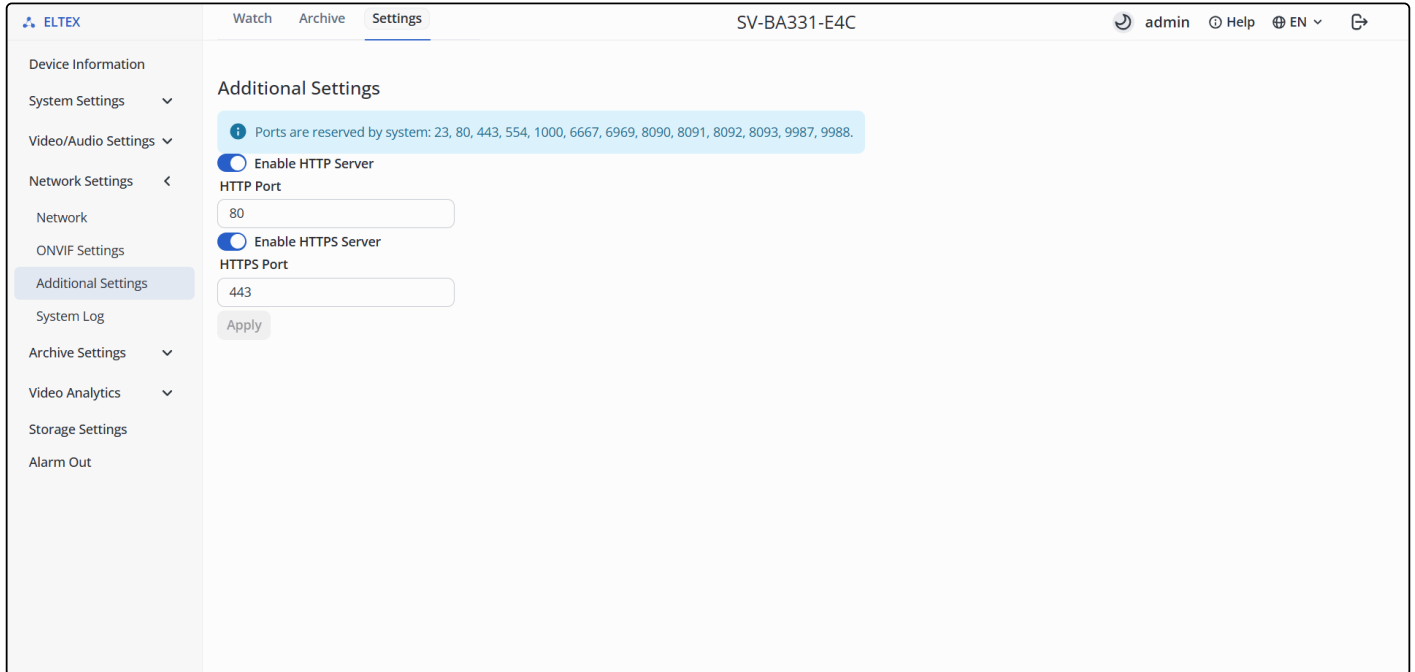 ELTEX
Watch Archive Settings
SV-BA331-E4C
admin Help EN
Device Information
System Settings
Video/Audio Settings
Network Settings
Network
ONVIF Settings
Additional Settings
System Log
Archive Settings
Video Analytics
Storage Settings
Alarm Out
Additional Settings
Ports are reserved by system: 23, 80, 443, 554, 1000, 6667, 6969, 8090, 8091, 8092, 8093, 9987, 9988.
Enable HTTP Server
HTTP Port
80
Enable HTTPS Server
HTTPS Port
443
Apply